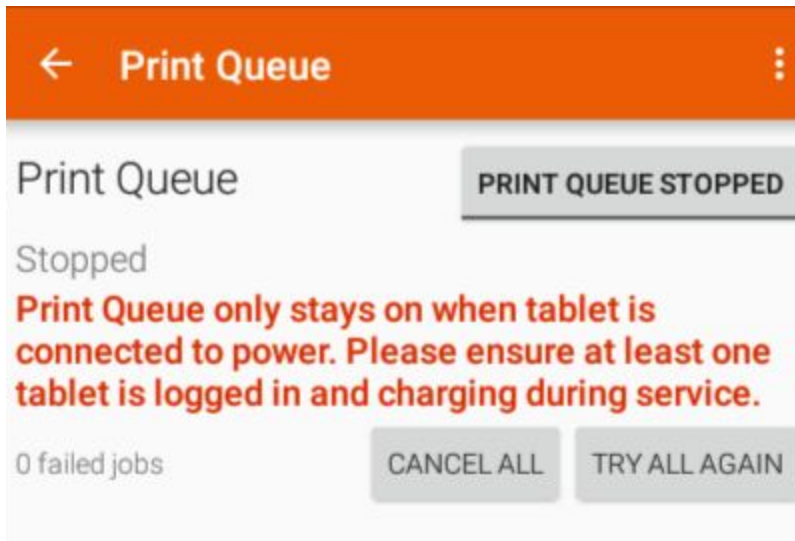 Print Queue
Print Queue
PRINT QUEUE STOPPED
Stopped
Print Queue only stays on when tablet is
connected to power. Please ensure at least one
tablet is logged in and charging during service.
0 failed jobs
CANCEL ALL
TRY ALL AGAIN